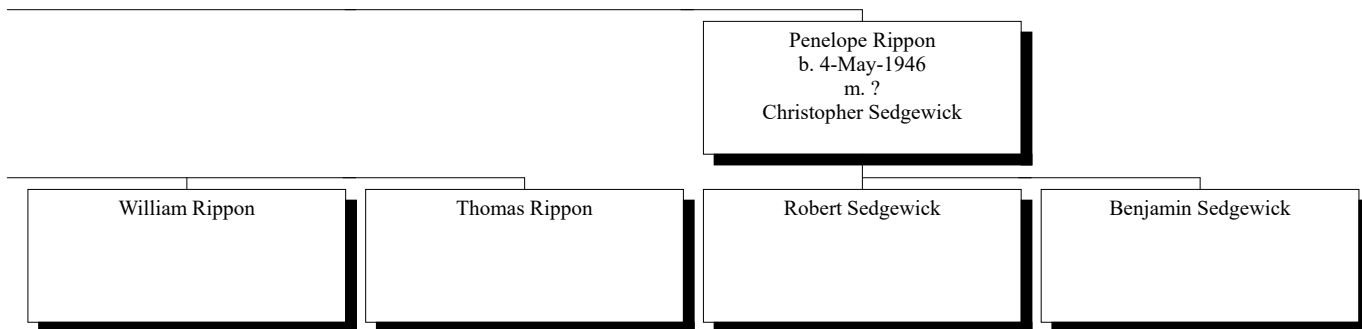 Penelope Rippon
b. 4-May-1946
m. ?
Christopher Sedgewick
William Rippon
Thomas Rippon
Robert Sedgewick
Benjamin Sedgewick